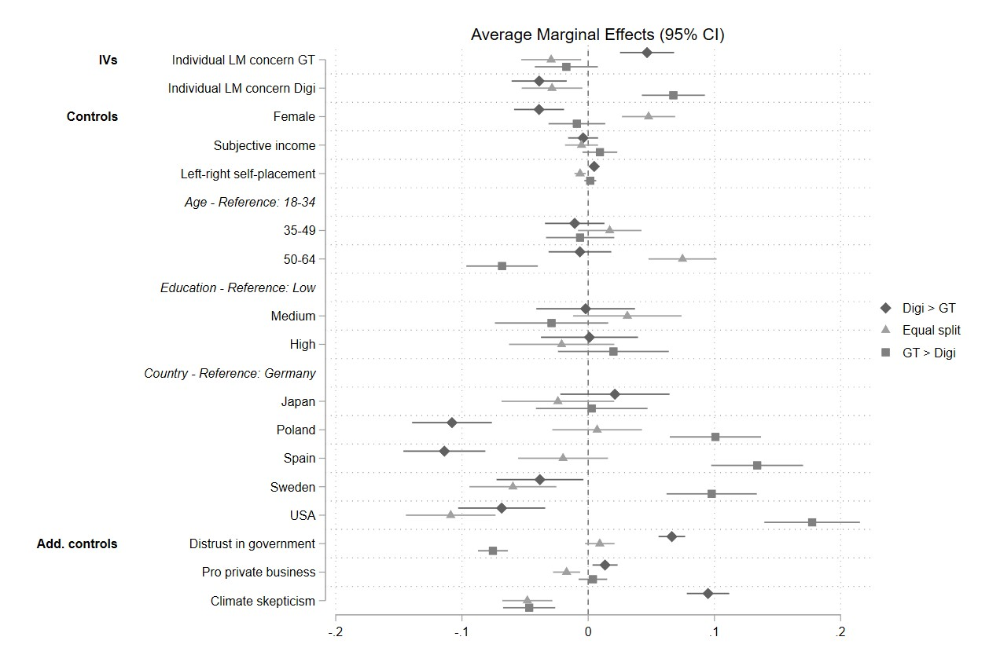 Average Marginal Effects (95% CI)
IVs Individual LM concern GT
Individual LM concern Digi
Controls Female
Subjective income
Left-right self-placement
Age - Reference: 18-34
35-49
50-64
Education - Reference: Low
Medium
High
Country - Reference: Germany
Japan
Poland
Spain
Sweden
USA
Add. controls Distrust in government
Pro private business
Climate skepticism
-.2 -.1 0 .1 .2
Digi > GT
Equal split
GT > Digi